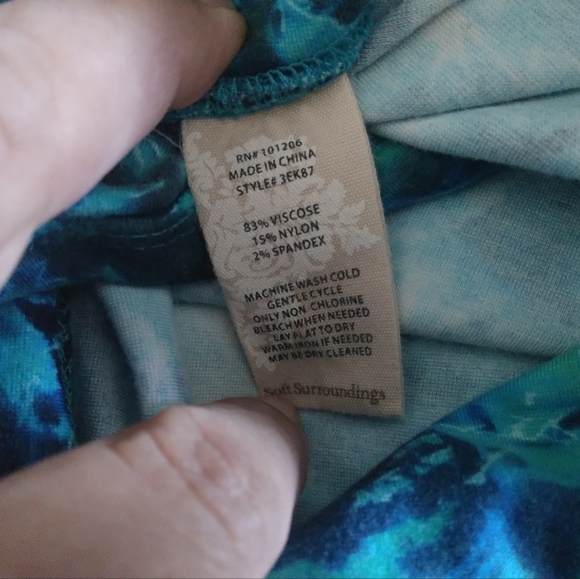 RN# 101206
MADE IN CHINA
STYLE# 3EK87
83% VISCOSE
15% NYLON
2% SPANDEX
MACHINE WASH COLD
GENTLE CYCLE
ONLY NON-CHLORINE
BLEACH WHEN NEEDED
LAY FLAT TO DRY
WARM IRON IF NEEDED
MAY BE DRY CLEANED
Soft Surroundings